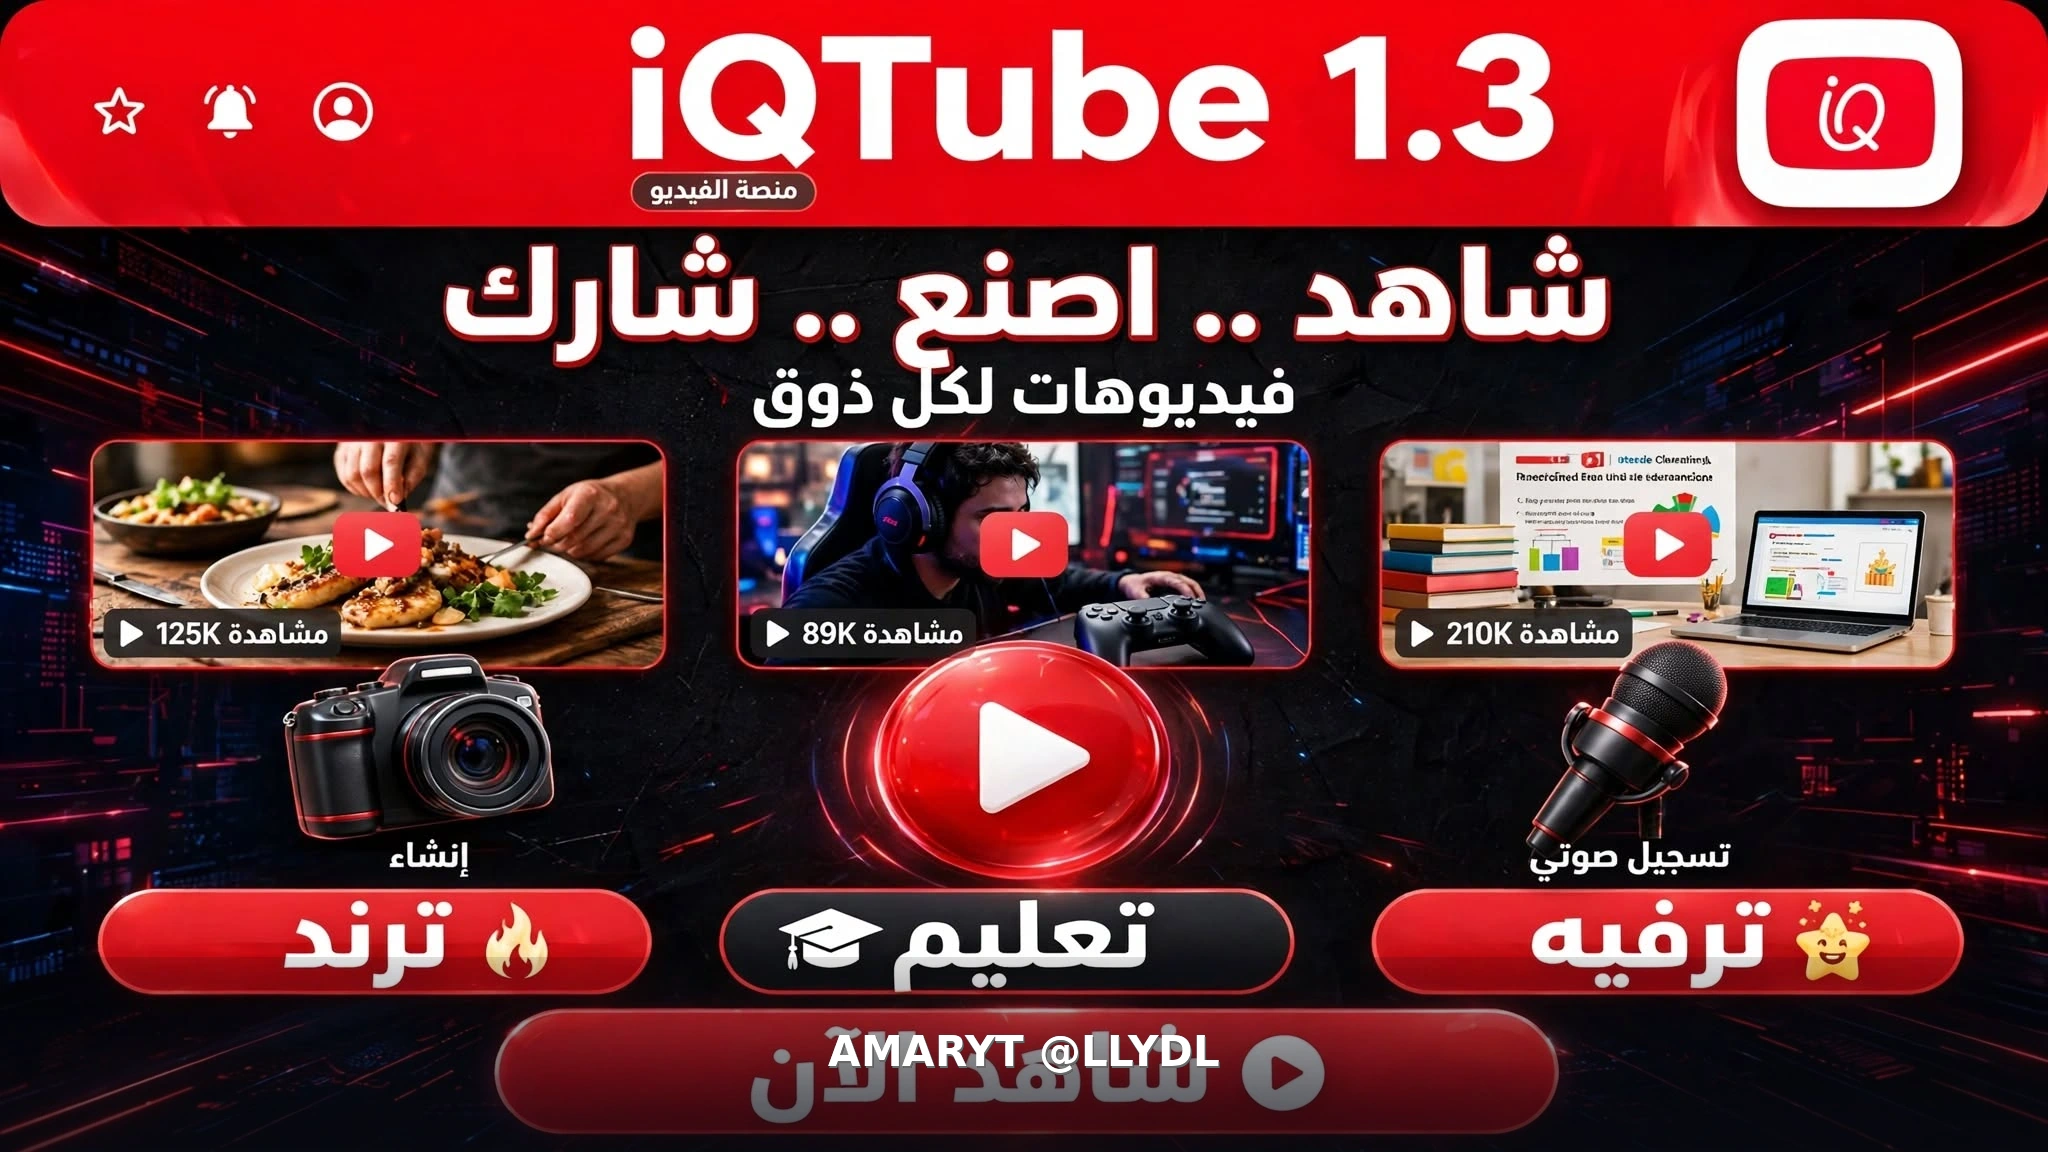 iQTube 1.3
iQ
منصة الفيديو
شاهد .. اصنع .. شارك
فيديوهات لكل ذوق
125K مشاهدة
89K مشاهدة
210K مشاهدة
إنشاء
تسجيل صوتي
ترند
تعليم
ترفيه
شاهد الآن
AMARYT @LLYDL